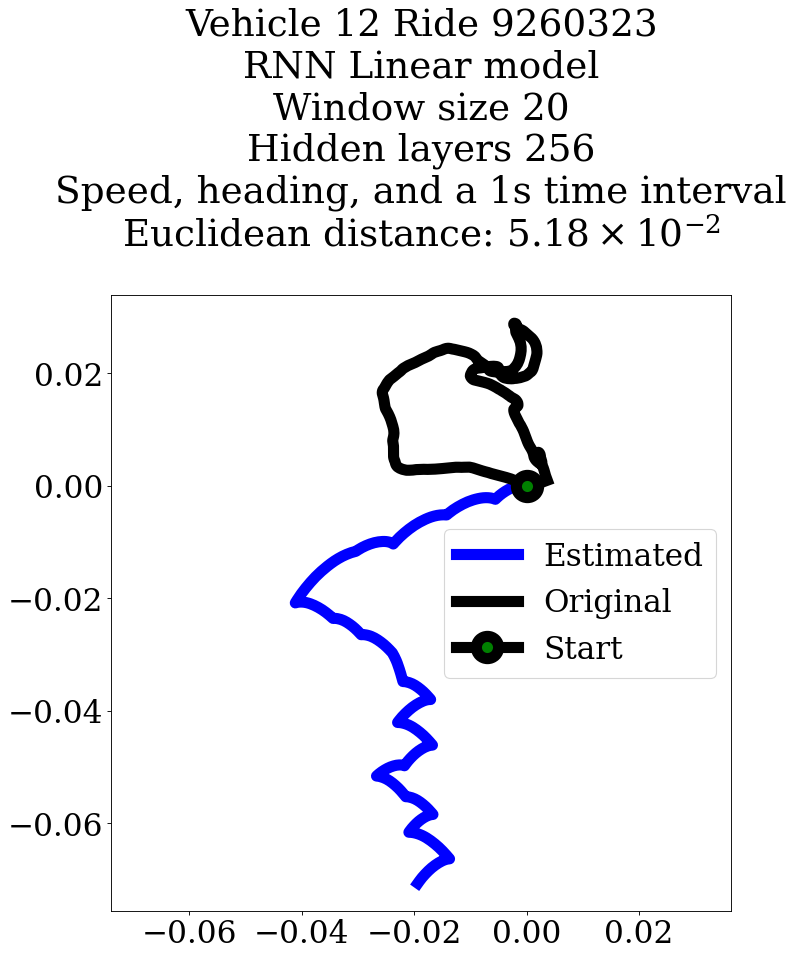 Vehicle 12 Ride 9260323
RNN Linear model
Window size 20
Hidden layers 256
Speed, heading, and a 1s time interval
Euclidean distance: 5.18 × 10⁻²
0.02
0.00
−0.02
−0.04
−0.06
Estimated
Original
Start
−0.06 −0.04 −0.02 0.00 0.02